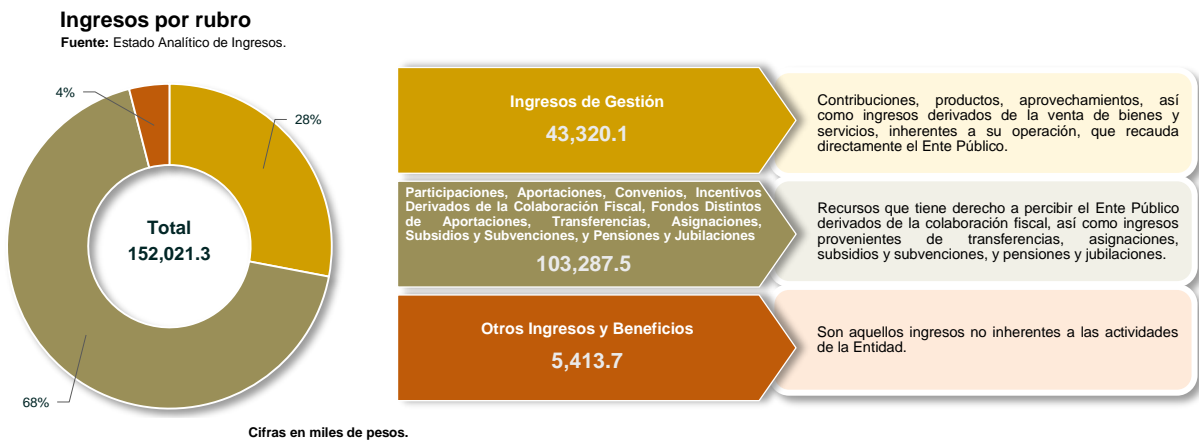 Ingresos por rubro
Fuente: Estado Analítico de Ingresos.
4%
28%
Total
152,021.3
68%
Ingresos de Gestión
43,320.1
Contribuciones, productos, aprovechamientos, así
como ingresos derivados de la venta de bienes y
servicios, inherentes a su operación, que recauda
directamente el Ente Público.
Participaciones, Aportaciones, Convenios, Incentivos
Derivados de la Colaboración Fiscal, Fondos Distintos
de Aportaciones, Transferencias, Asignaciones,
Subsidios y Subvenciones, y Pensiones y Jubilaciones
103,287.5
Recursos que tiene derecho a percibir el Ente Público
derivados de la colaboración fiscal, así como ingresos
provenientes de transferencias, asignaciones,
subsidios y subvenciones, y pensiones y jubilaciones.
Otros Ingresos y Beneficios
5,413.7
Son aquellos ingresos no inherentes a las actividades
de la Entidad.
Cifras en miles de pesos.